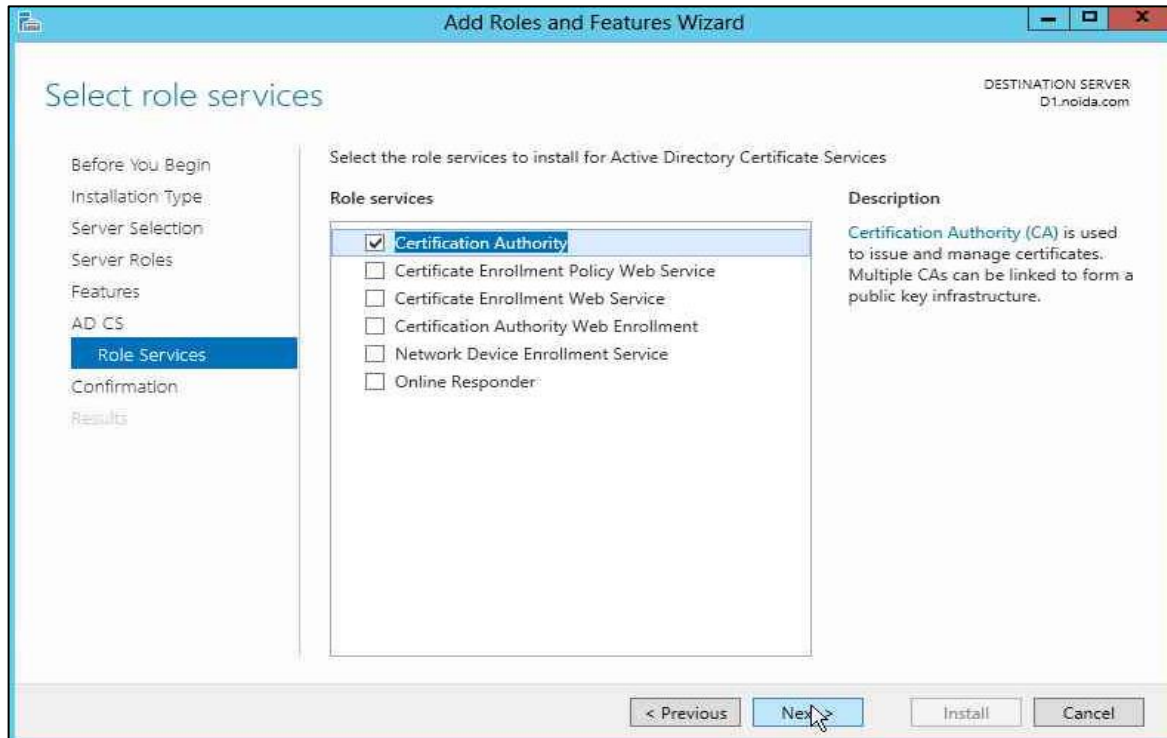 Add Roles and Features Wizard
Select role services
DESTINATION SERVER
D1.noida.com
Before You Begin
Installation Type
Server Selection
Server Roles
Features
AD CS
Role Services
Confirmation
Results
Select the role services to install for Active Directory Certificate Services
Role services
Certification Authority
Certificate Enrollment Policy Web Service
Certificate Enrollment Web Service
Certification Authority Web Enrollment
Network Device Enrollment Service
Online Responder
Description
Certification Authority (CA) is used
to issue and manage certificates.
Multiple CAs can be linked to form a
public key infrastructure.
< Previous
Next >
Install
Cancel